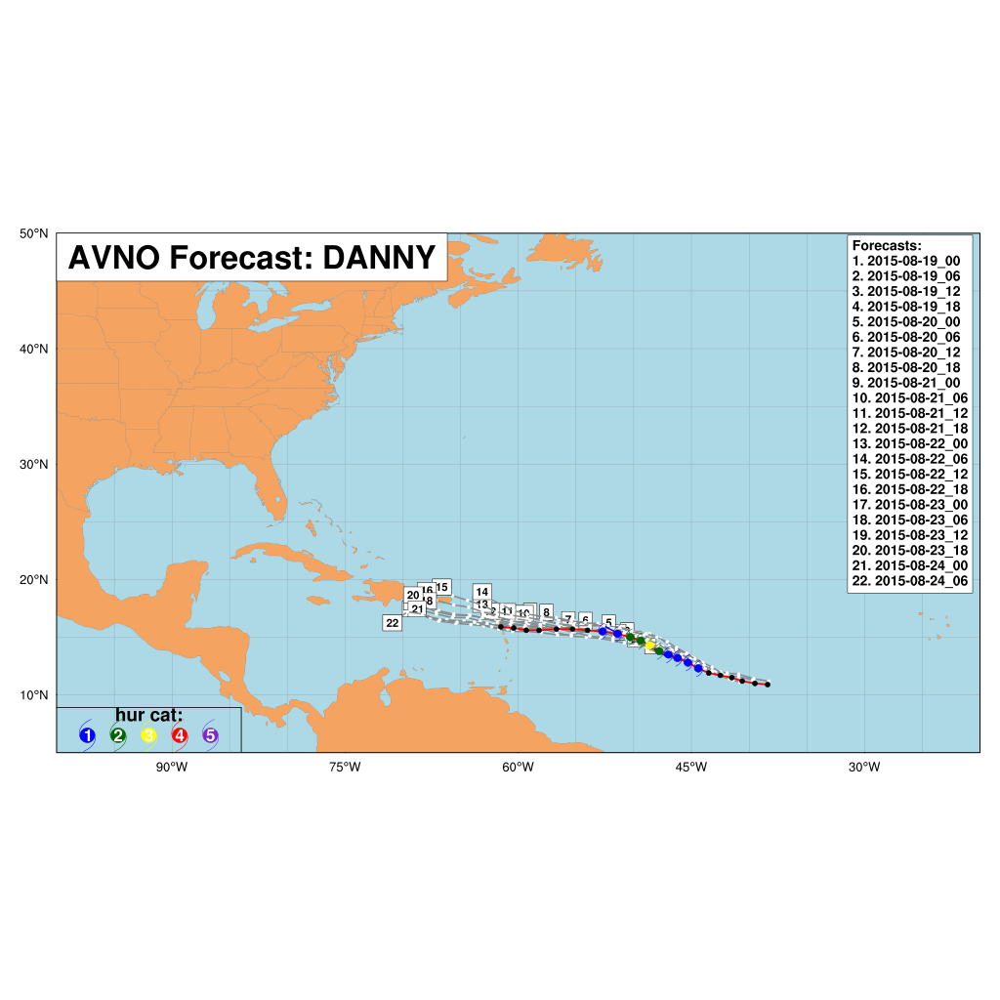 AVNO Forecast: DANNY
Forecasts:
1. 2015-08-19_00
2. 2015-08-19_06
3. 2015-08-19_12
4. 2015-08-19_18
5. 2015-08-20_00
6. 2015-08-20_06
7. 2015-08-20_12
8. 2015-08-20_18
9. 2015-08-21_00
10. 2015-08-21_06
11. 2015-08-21_12
12. 2015-08-21_18
13. 2015-08-22_00
14. 2015-08-22_06
15. 2015-08-22_12
16. 2015-08-22_18
17. 2015-08-23_00
18. 2015-08-23_06
19. 2015-08-23_12
20. 2015-08-23_18
21. 2015-08-24_00
22. 2015-08-24_06
50°N
40°N
30°N
20°N
10°N
20 16 15 14
21 13 8 7 6 5
22
hur cat:
1 2 3 4 5
90°W 75°W 60°W 45°W 30°W